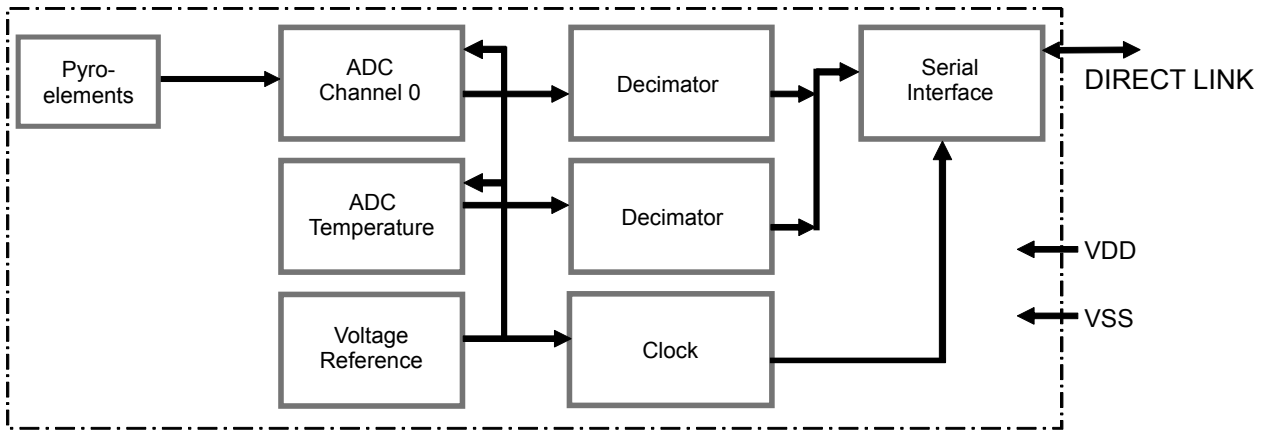 Pyro-
elements
ADC
Channel 0
Decimator
Serial
Interface
DIRECT LINK
ADC
Temperature
Decimator
VDD
VSS
Voltage
Reference
Clock